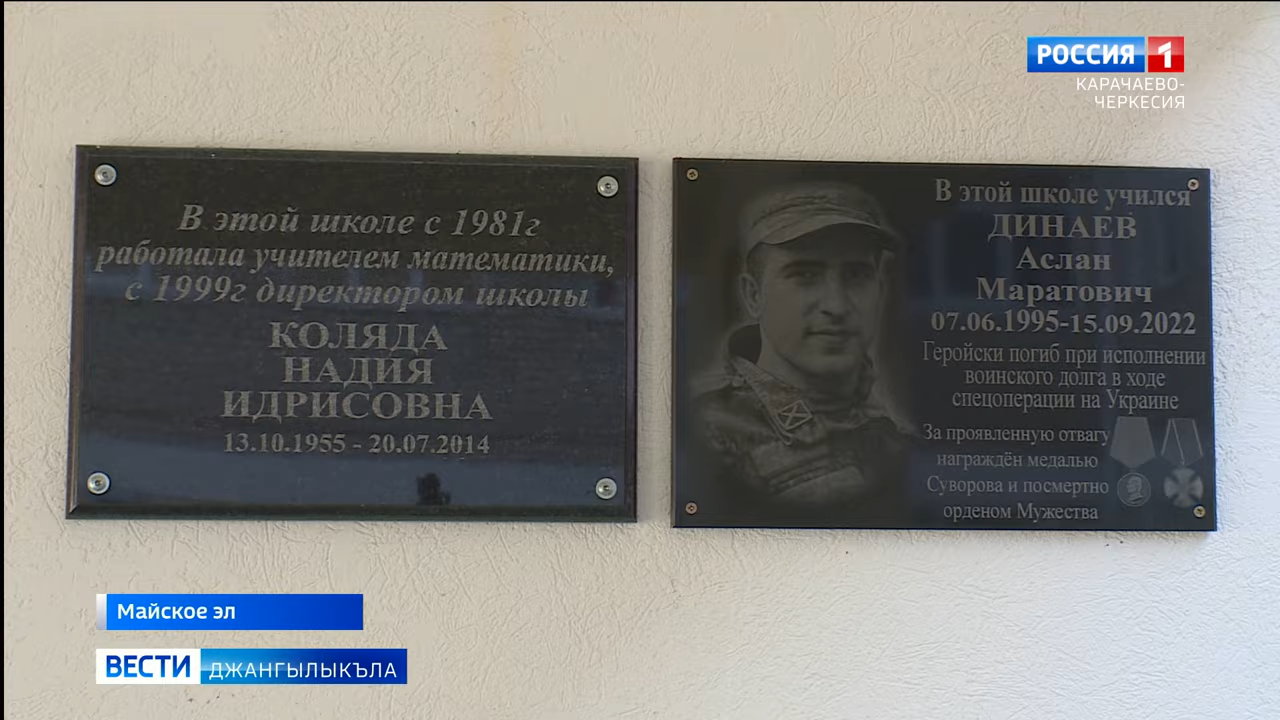 РОССИЯ 1
КАРАЧАЕВО-
ЧЕРКЕСИЯ
В этой школе с 1981г
работала учителем математики,
с 1999г директором школы
КОЛЯДА
НАДИЯ
ИДРИСОВНА
13.10.1955 - 20.07.2014
В этой школе учился
ДИНАЕВ
Аслан
Маратович
07.06.1995-15.09.2022
Геройски погиб при исполнении
воинского долга в ходе
спецоперации на Украине
За проявленную отвагу
награждён медалью
Суворова и посмертно
орденом Мужества
Майское эл
ВЕСТИ ДЖАНГЫЛЫКЪЛА